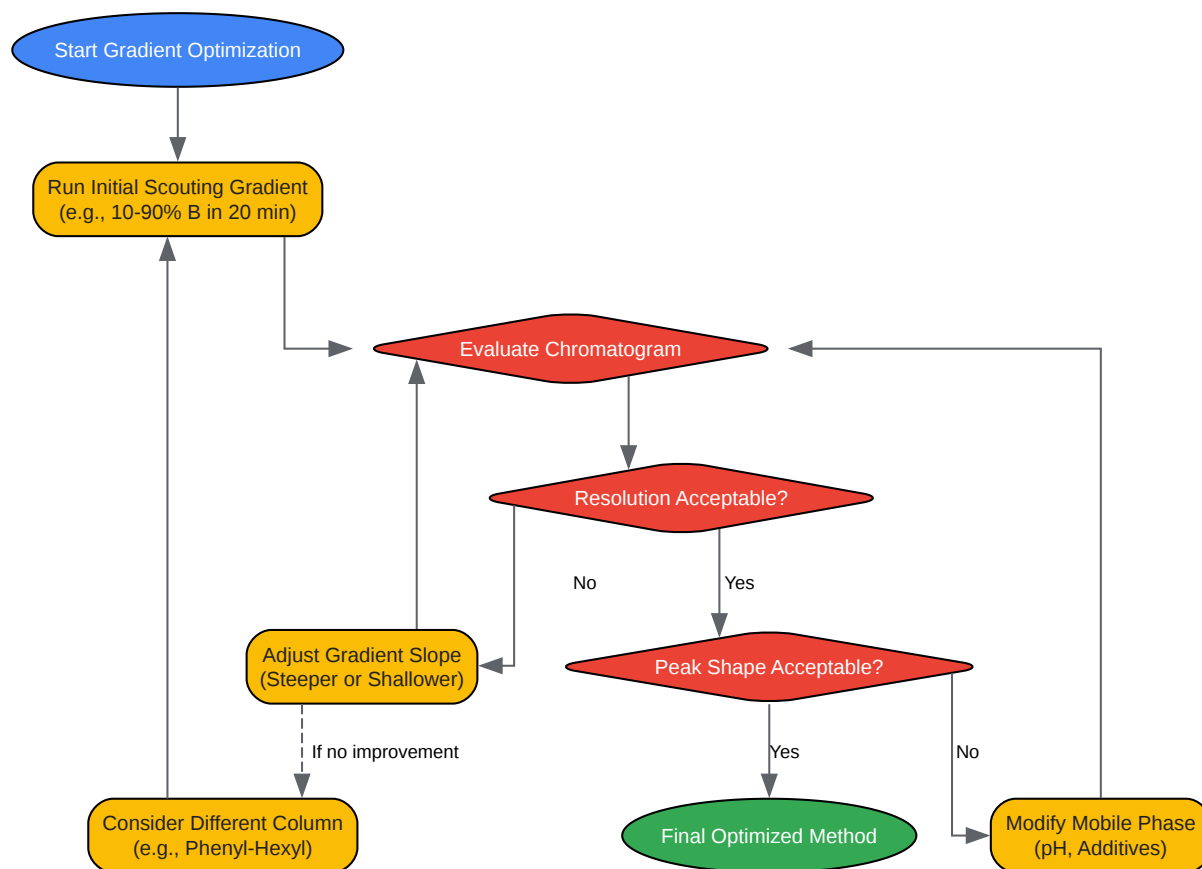 Start Gradient Optimization
Run Initial Scouting Gradient
(e.g., 10-90% B in 20 min)
Evaluate Chromatogram
Resolution Acceptable?
No
Yes
Adjust Gradient Slope
(Steeper or Shallower)
Peak Shape Acceptable?
If no improvement
Yes
No
Consider Different Column
(e.g., Phenyl-Hexyl)
Final Optimized Method
Modify Mobile Phase
(pH, Additives)